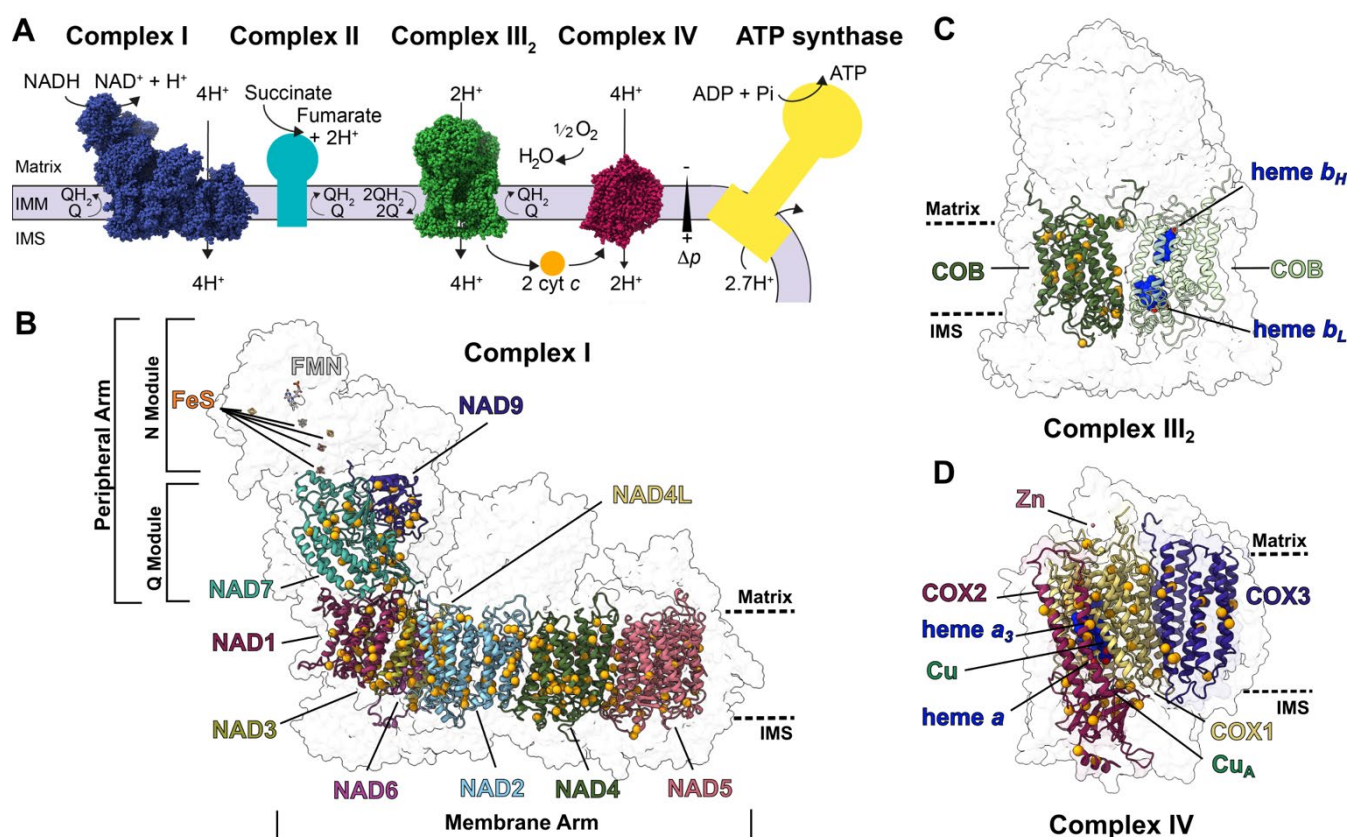 A
Complex I
Complex II
Complex III₂
Complex IV
ATP synthase
NADH
NAD⁺ + H⁺
4H⁺
Succinate
Fumarate
+ 2H⁺
2H⁺
4H⁺
½O₂
H₂O
ADP + Pi
ATP
Matrix
IMM
IMS
QH₂
Q
QH₂
Q
2QH₂
2Q
QH₂
Q
-
+
Δp
4H⁺
4H⁺
2 cyt c
2H⁺
2.7H⁺
B
Complex I
Peripheral Arm
N Module
Q Module
FMN
FeS
NAD9
NAD4L
NAD7
NAD1
NAD3
NAD6
NAD2
NAD4
NAD5
Matrix
IMS
Membrane Arm
C
heme bH
Matrix
COB
COB
IMS
heme bL
Complex III₂
D
Zn
Matrix
COX2
COX3
heme a₃
Cu
IMS
heme a
COX1
CuA
Complex IV